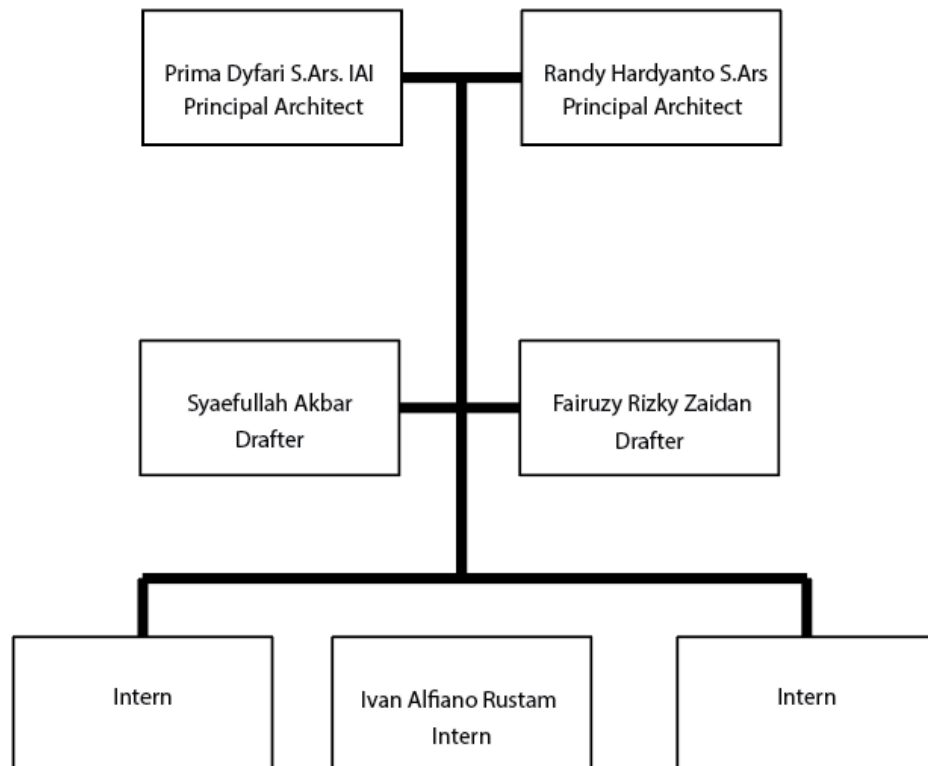 Prima Dyfari S.Ars. IAI
Principal Architect
Randy Hardyanto S.Ars
Principal Architect
Syaefullah Akbar
Drafter
Fairuzy Rizky Zaidan
Drafter
Intern
Ivan Alfiano Rustam
Intern
Intern